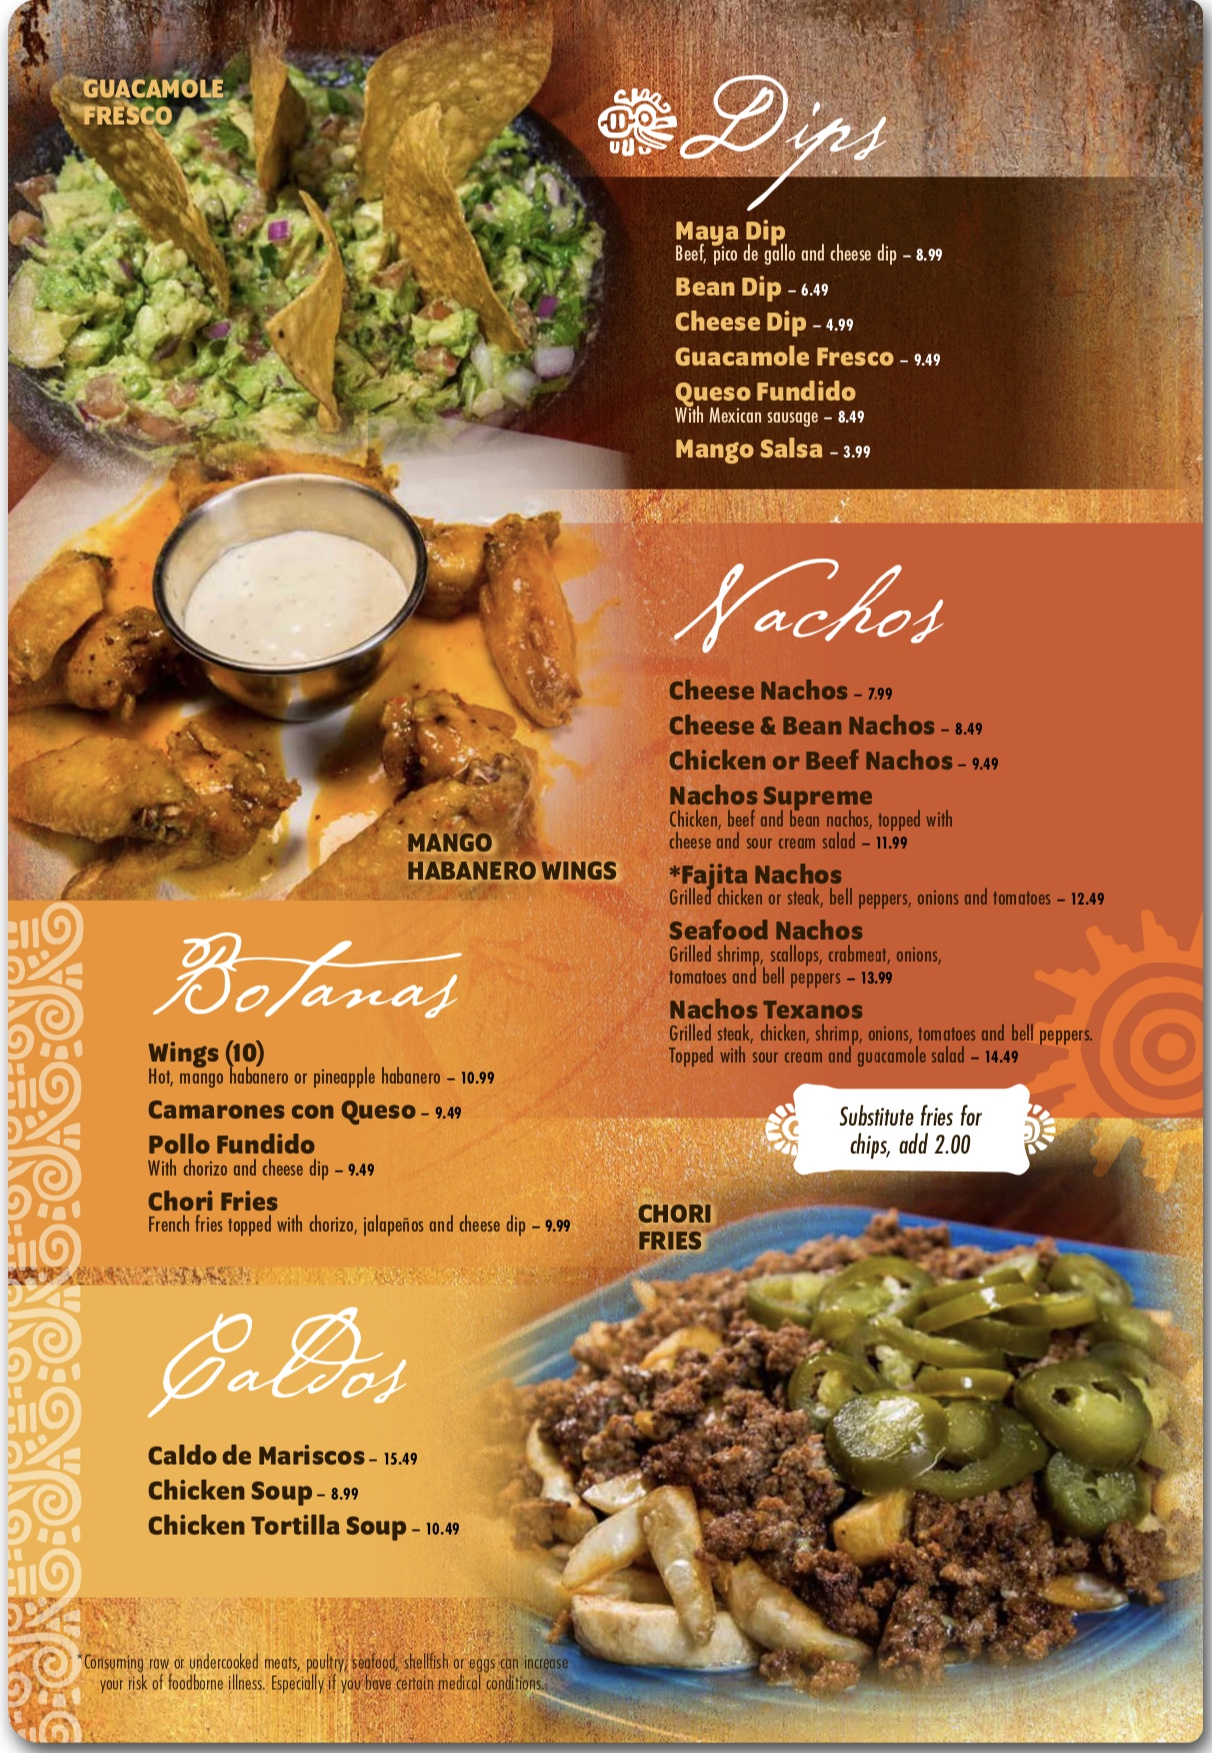 GUACAMOLE
FRESCO
Dips
Maya Dip
Beef, pico de gallo and cheese dip – 8.99
Bean Dip – 6.49
Cheese Dip – 4.99
Guacamole Fresco – 9.49
Queso Fundido
With Mexican sausage – 8.49
Mango Salsa – 3.99
MANGO
HABANERO WINGS
Nachos
Cheese Nachos – 7.99
Cheese & Bean Nachos – 8.49
Chicken or Beef Nachos – 9.49
Nachos Supreme
Chicken, beef and bean nachos, topped with
cheese and sour cream salad – 11.99
*Fajita Nachos
Grilled chicken or steak, bell peppers, onions and tomatoes – 12.49
Seafood Nachos
Grilled shrimp, scallops, crabmeat, onions,
tomatoes and bell peppers – 13.99
Nachos Texanos
Grilled steak, chicken, shrimp, onions, tomatoes and bell peppers.
Topped with sour cream and guacamole salad – 14.49
Substitute fries for
chips, add 2.00
Botanas
Wings (10)
Hot, mango habanero or pineapple habanero – 10.99
Camarones con Queso – 9.49
Pollo Fundido
With chorizo and cheese dip – 9.49
Chori Fries
French fries topped with chorizo, jalapeños and cheese dip – 9.99
CHORI
FRIES
Caldos
Caldo de Mariscos – 15.49
Chicken Soup – 8.99
Chicken Tortilla Soup – 10.49
*Consuming raw or undercooked meats, poultry, seafood, shellfish or eggs can increase
your risk of foodborne illness. Especially if you have certain medical conditions.